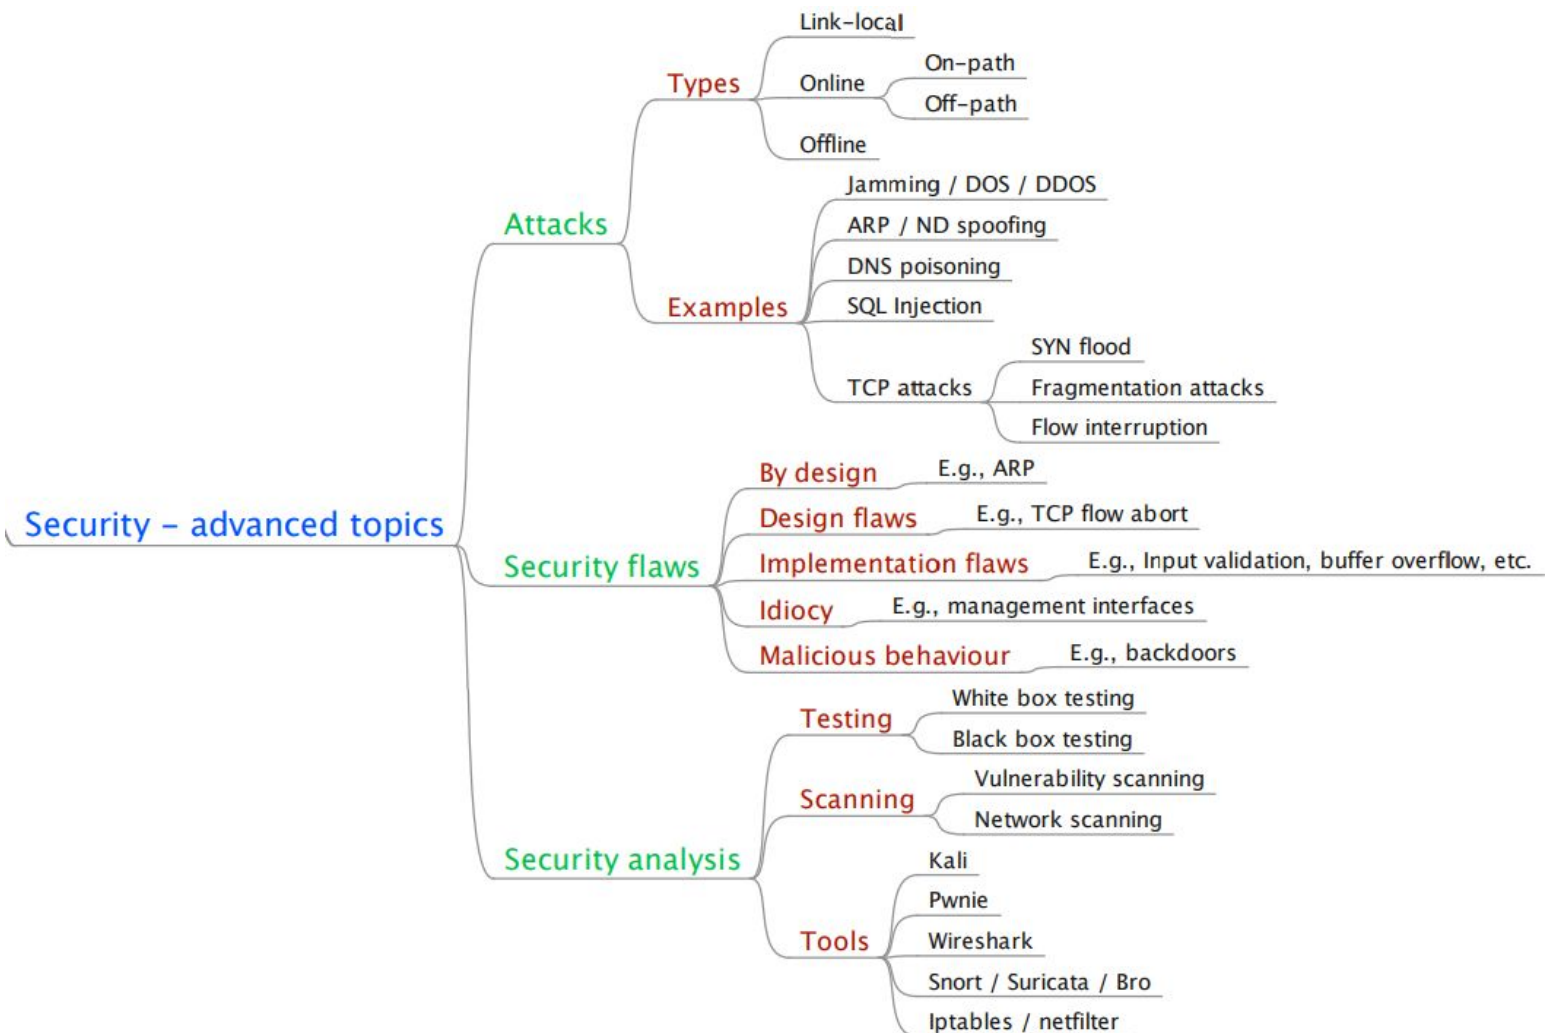 Link-local
On-path
Types
Online
Off-path
Offline
Jamming / DOS / DDOS
Attacks
ARP / ND spoofing
DNS poisoning
Examples
SQL Injection
SYN flood
TCP attacks
Fragmentation attacks
Flow interruption
By design
E.g., ARP
Security - advanced topics
Design flaws
E.g., TCP flow abort
Security flaws
Implementation flaws
E.g., Input validation, buffer overflow, etc.
Idiocy
E.g., management interfaces
Malicious behaviour
E.g., backdoors
White box testing
Testing
Black box testing
Vulnerability scanning
Scanning
Network scanning
Security analysis
Kali
Pwnie
Tools
Wireshark
Snort / Suricata / Bro
Iptables / netfilter